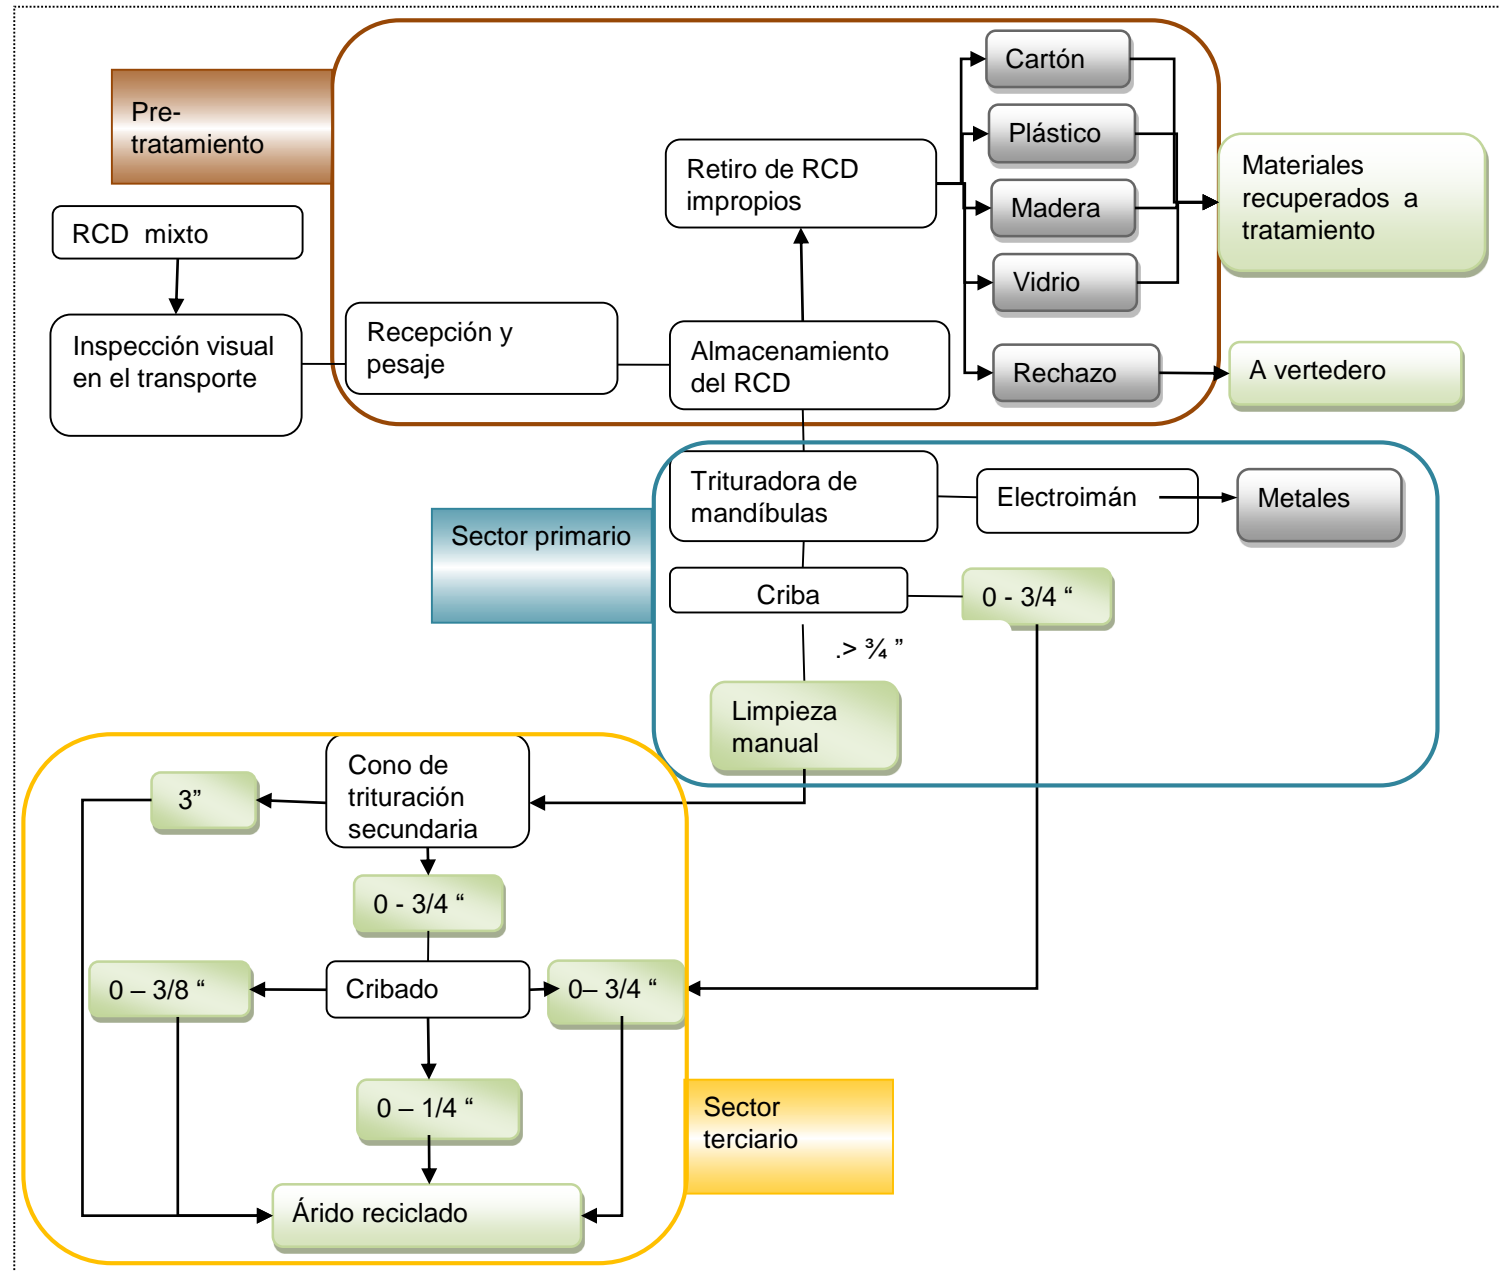 Cartón
Pre-
tratamiento
Plástico
Retiro de RCD
impropios
Materiales
recuperados a
tratamiento
Madera
RCD mixto
Vidrio
Inspección visual
en el transporte
Recepción y
pesaje
Almacenamiento
del RCD
Rechazo
A vertedero
Trituradora de
mandíbulas
Electroimán
Metales
Sector primario
Criba
0 - 3/4 “
.> ¾ ”
Limpieza
manual
Cono de
trituración
secundaria
3”
0 - 3/4 “
0 – 3/8 “
Cribado
0– 3/4 “
0 – 1/4 “
Sector
terciario
Árido reciclado